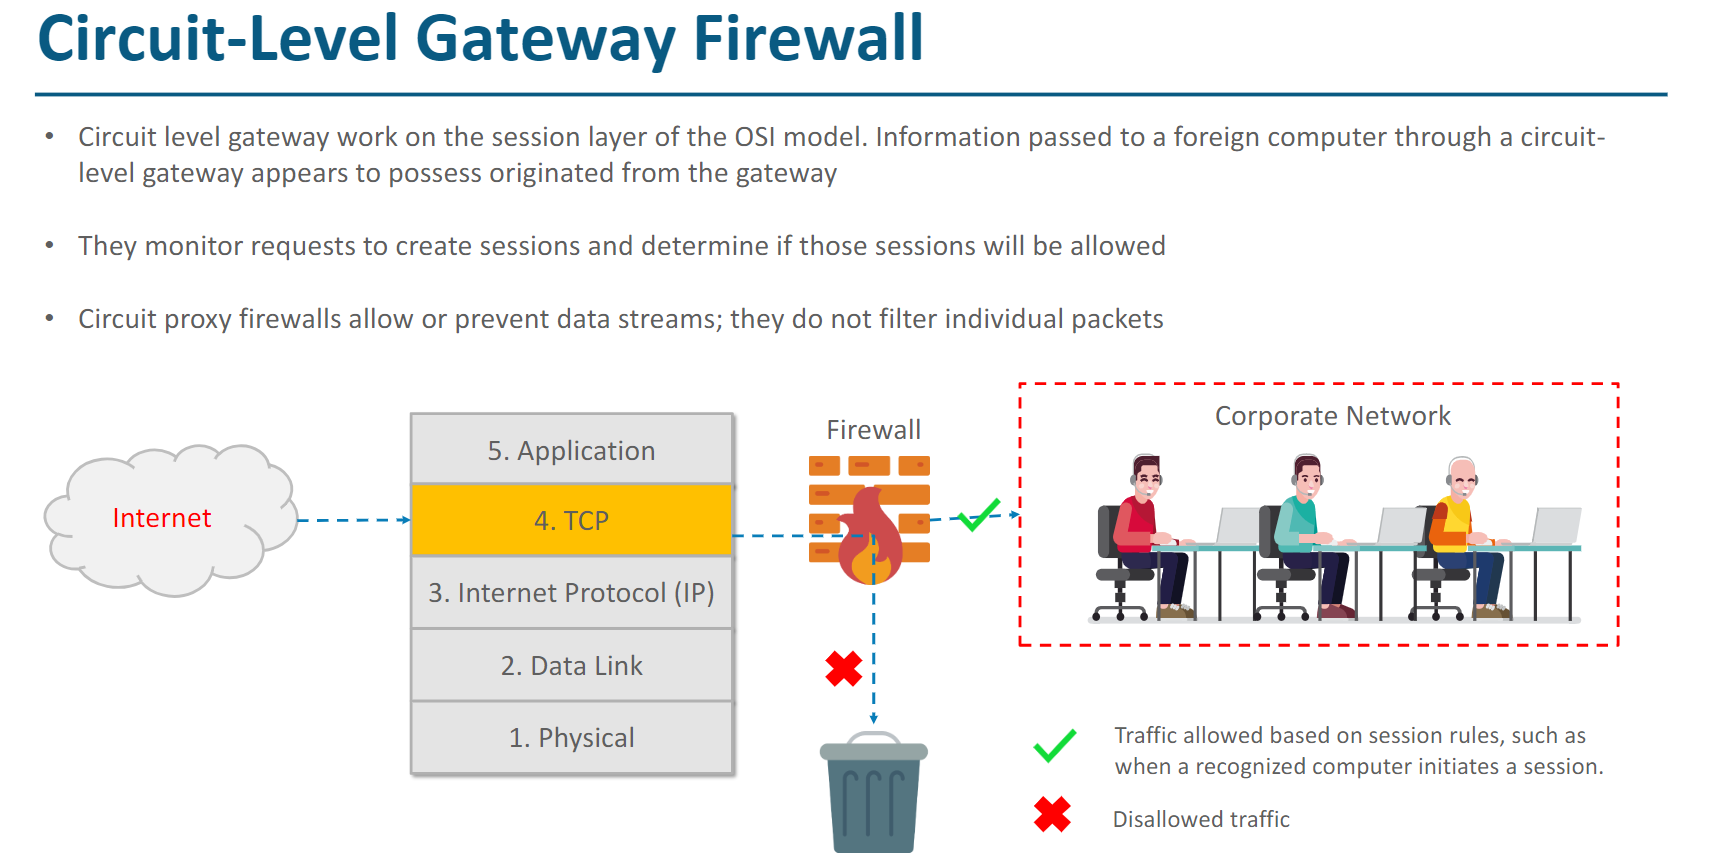 Circuit-Level Gateway Firewall
• Circuit level gateway work on the session layer of the OSI model. Information passed to a foreign computer through a circuit-
level gateway appears to possess originated from the gateway
• They monitor requests to create sessions and determine if those sessions will be allowed
• Circuit proxy firewalls allow or prevent data streams; they do not filter individual packets
Internet
5. Application
4. TCP
3. Internet Protocol (IP)
2. Data Link
1. Physical
Firewall
Corporate Network
Traffic allowed based on session rules, such as
when a recognized computer initiates a session.
Disallowed traffic